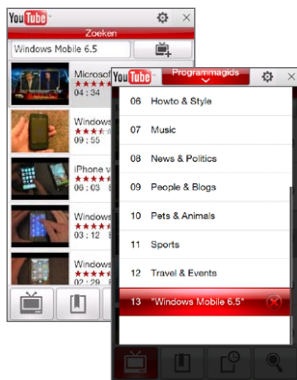 YouTube
Zoeken
Windows Mobile 6.5
Microsof
04 : 34
Windows
09 : 55
iPhone v
06 : 03
Windows
03 : 12
Windows
02 : 29
YouTube
Programmagids
06 Howto & Style
07 Music
08 News & Politics
09 People & Blogs
10 Pets & Animals
11 Sports
12 Travel & Events
13 "Windows Mobile 6.5"